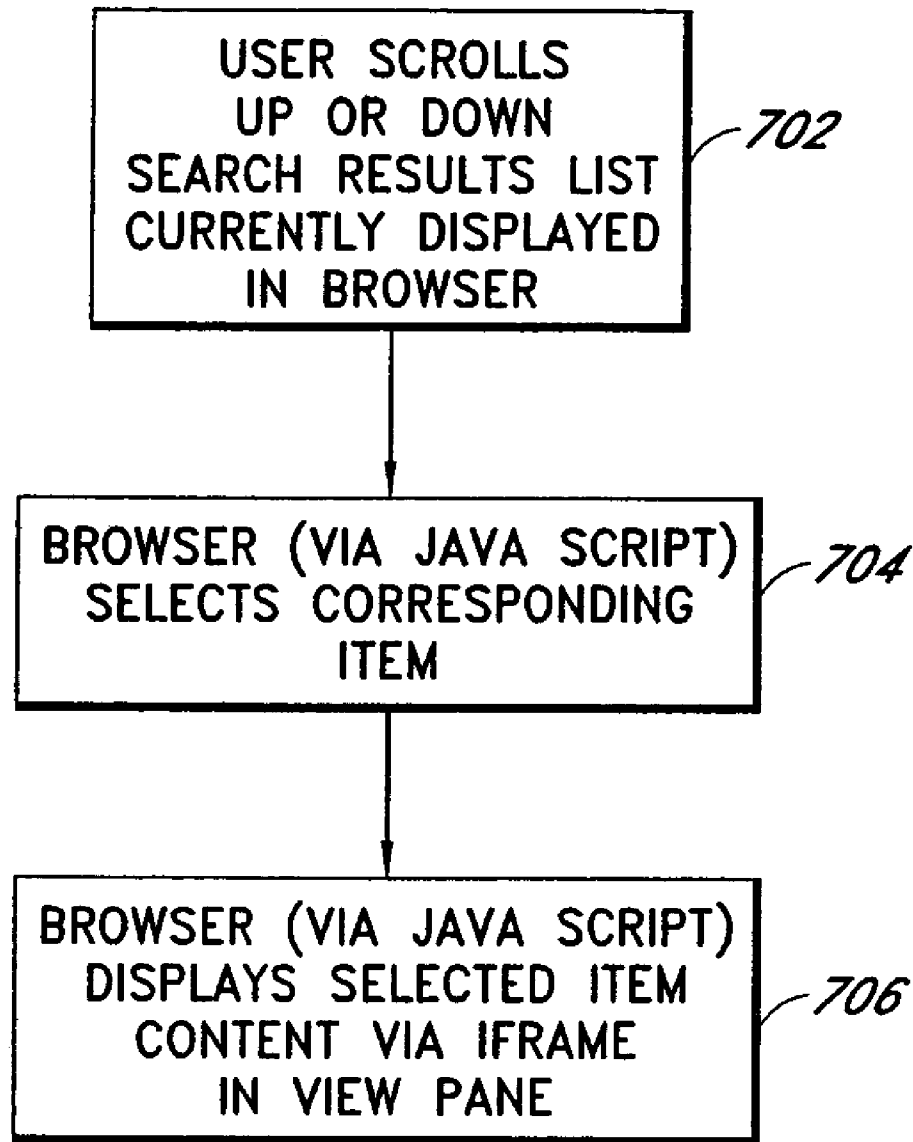 USER SCROLLS
UP OR DOWN
SEARCH RESULTS LIST
CURRENTLY DISPLAYED
IN BROWSER
702
BROWSER (VIA JAVA SCRIPT)
SELECTS CORRESPONDING
ITEM
704
BROWSER (VIA JAVA SCRIPT)
DISPLAYS SELECTED ITEM
CONTENT VIA IFRAME
IN VIEW PANE
706